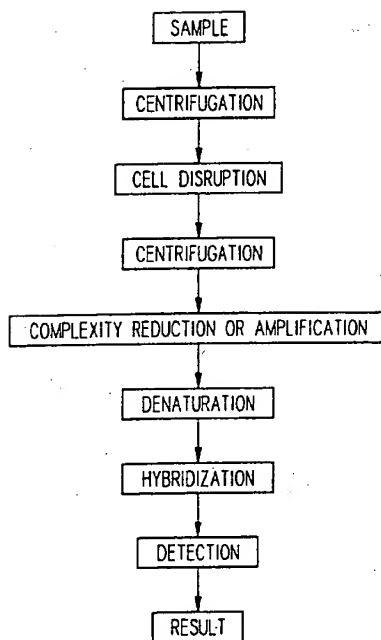 SAMPLE
CENTRIFUGATION
CELL DISRUPTION
CENTRIFUGATION
COMPLEXITY REDUCTION OR AMPLIFICATION
DENATURATION
HYBRIDIZATION
DETECTION
RESULT